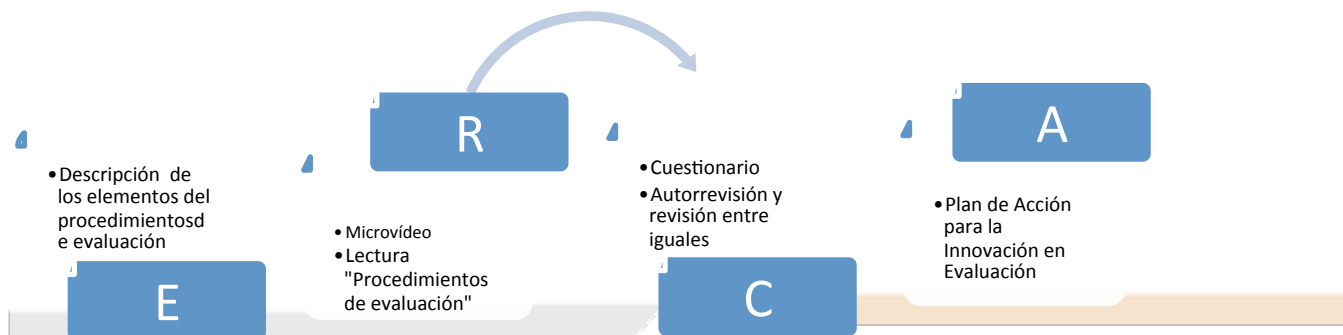 •Descripción de
los elementos del
procedimientosd
e evaluación
E
R
•Microvídeo
•Lectura
"Procedimientos
de evaluación"
•Cuestionario
•Autorrevisión y
revisión entre
iguales
C
A
•Plan de Acción
para la
Innovación en
Evaluación